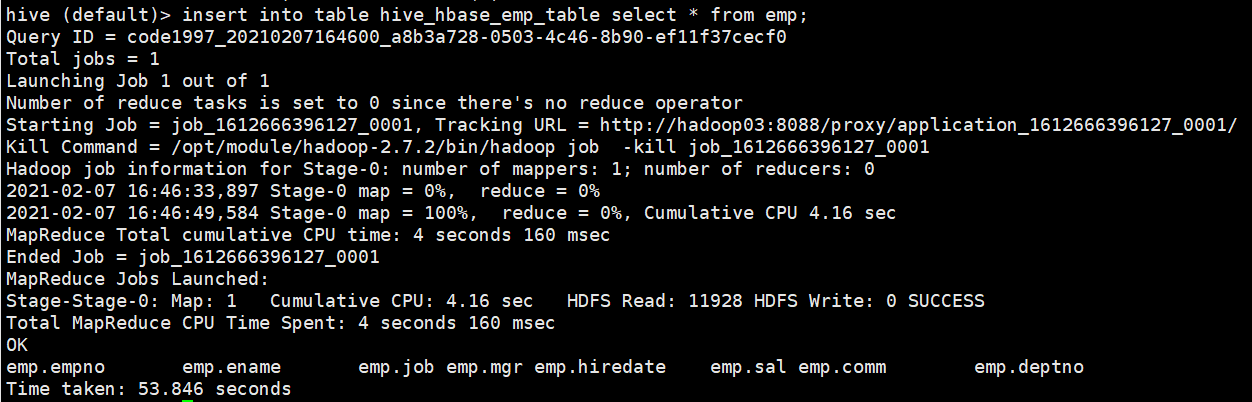 hive (default)> insert into table hive_hbase_emp_table select * from emp;
Query ID = code1997_20210207164600_a8b3a728-0503-4c46-8b90-ef11f37cecf0
Total jobs = 1
Launching Job 1 out of 1
Number of reduce tasks is set to 0 since there's no reduce operator
Starting Job = job_1612666396127_0001, Tracking URL = http://hadoop03:8088/proxy/application_1612666396127_0001/
Kill Command = /opt/module/hadoop-2.7.2/bin/hadoop job  -kill job_1612666396127_0001
Hadoop job information for Stage-0: number of mappers: 1; number of reducers: 0
2021-02-07 16:46:33,897 Stage-0 map = 0%,  reduce = 0%
2021-02-07 16:46:49,584 Stage-0 map = 100%,  reduce = 0%, Cumulative CPU 4.16 sec
MapReduce Total cumulative CPU time: 4 seconds 160 msec
Ended Job = job_1612666396127_0001
MapReduce Jobs Launched:
Stage-Stage-0: Map: 1   Cumulative CPU: 4.16 sec   HDFS Read: 11928 HDFS Write: 0 SUCCESS
Total MapReduce CPU Time Spent: 4 seconds 160 msec
OK
emp.empno       emp.ename       emp.job emp.mgr emp.hiredate    emp.sal emp.comm        emp.deptno
Time taken: 53.846 seconds